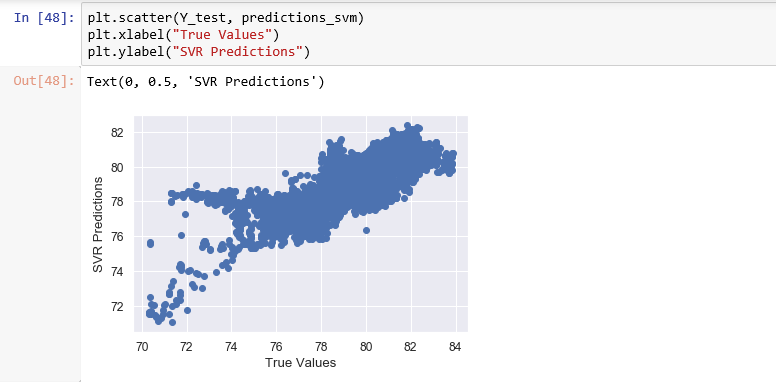 In [48]: plt.scatter(Y_test, predictions_svm)
plt.xlabel("True Values")
plt.ylabel("SVR Predictions")
Out[48]: Text(0, 0.5, 'SVR Predictions')
82
80
78
76
74
72
SVR Predictions
70 72 74 76 78 80 82 84
True Values